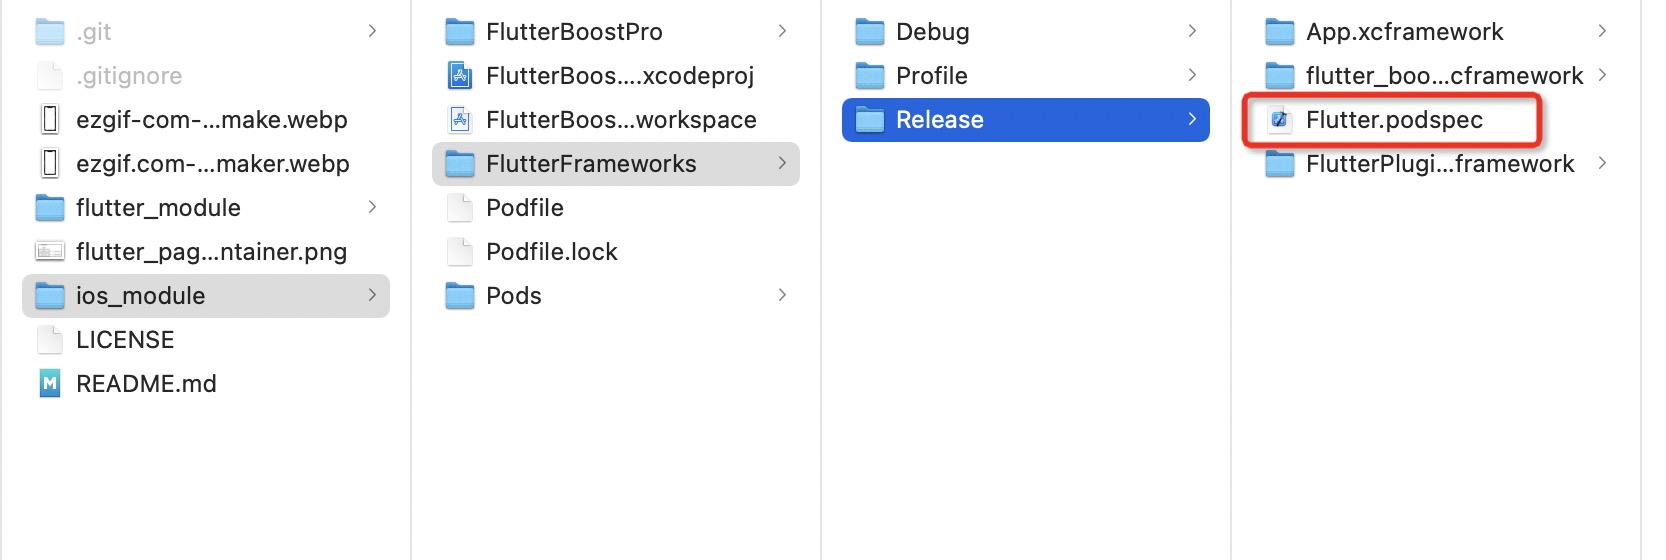 .git
.gitignore
ezgif-com-...make.webp
ezgif.com-...maker.webp
flutter_module
flutter_pag...ntainer.png
ios_module
LICENSE
README.md
FlutterBoostPro
FlutterBoos....xcodeproj
FlutterBoos...workspace
FlutterFrameworks
Podfile
Podfile.lock
Pods
Debug
Profile
Release
App.xcframework
flutter_boo...cframework
Flutter.podspec
FlutterPlugi...framework